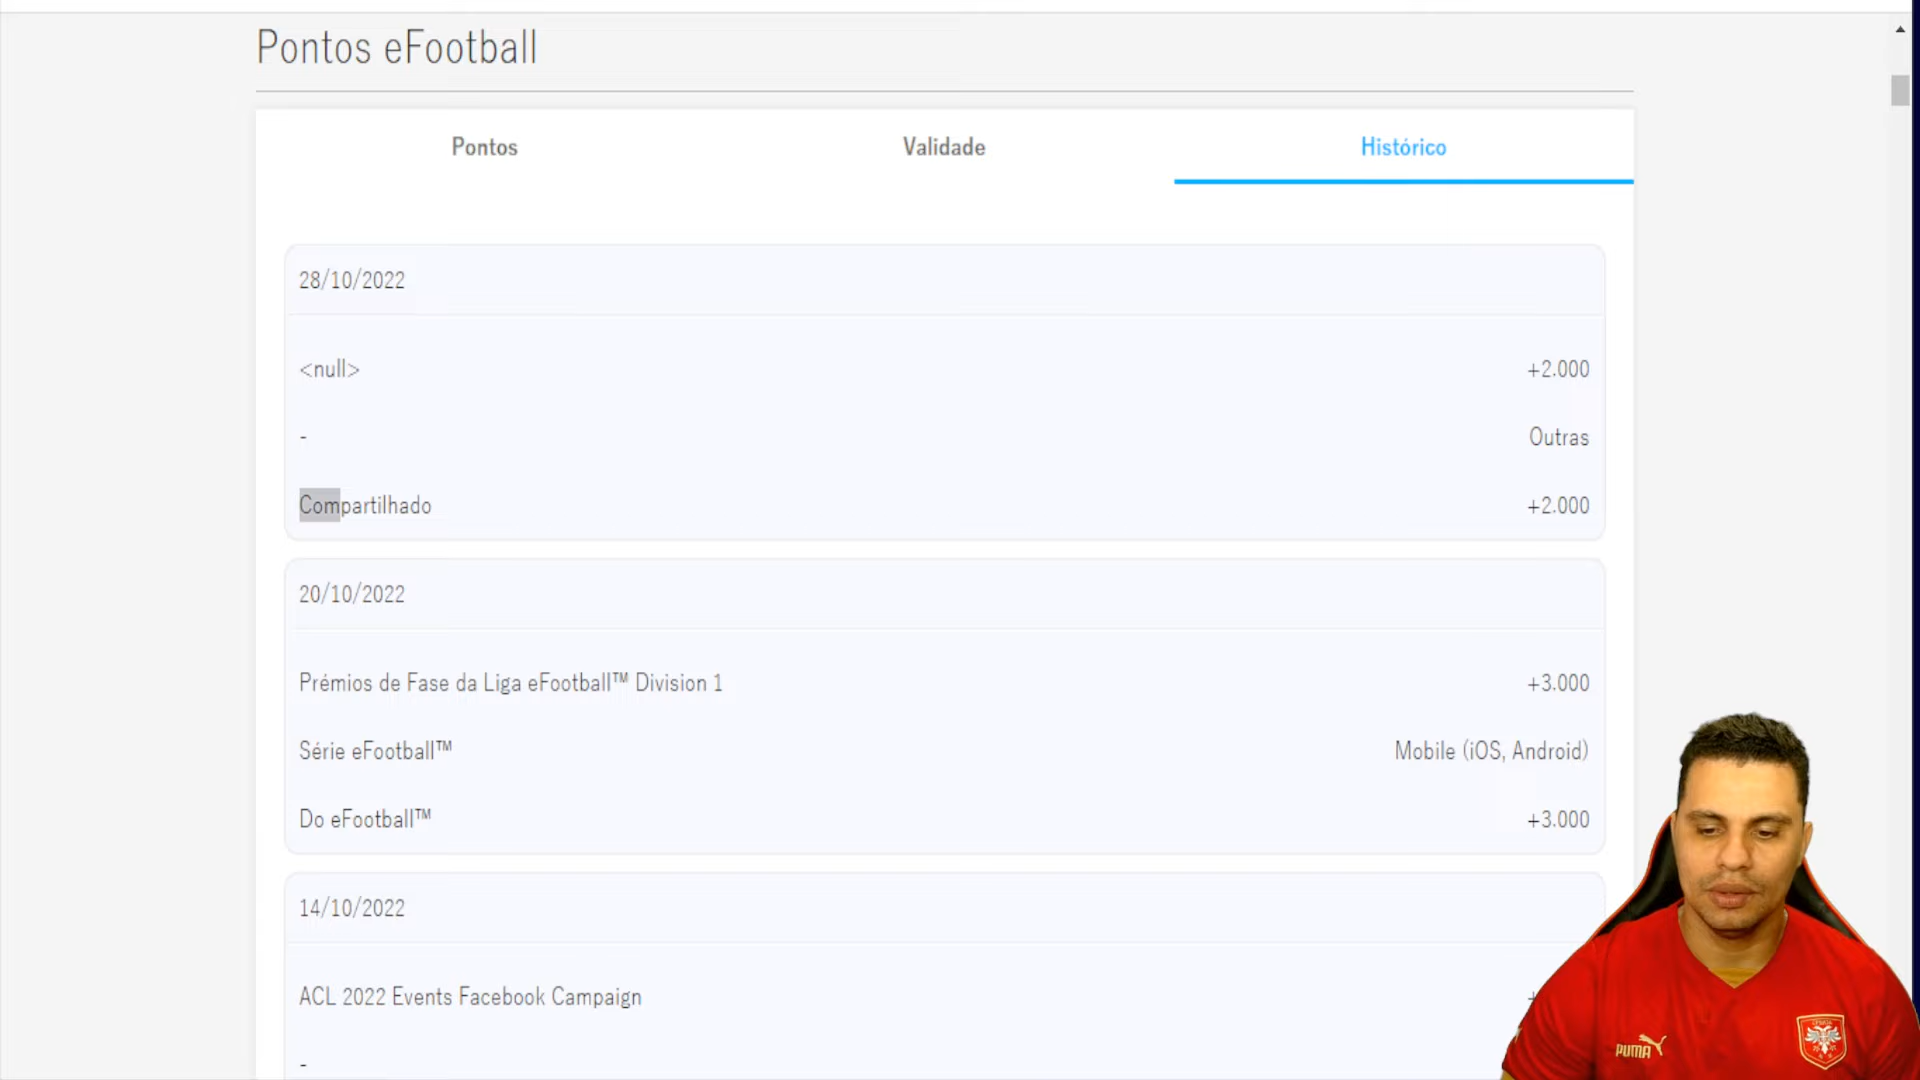 Pontos eFootball
Pontos Validade Histórico
28/10/2022
<null> +2.000
- Outras
Compartilhado +2.000
20/10/2022
Prémios de Fase da Liga eFootball™ Division 1 +3.000
Série eFootball™ Mobile (iOS, Android)
Do eFootball™ +3.000
14/10/2022
ACL 2022 Events Facebook Campaign
-
PUMA